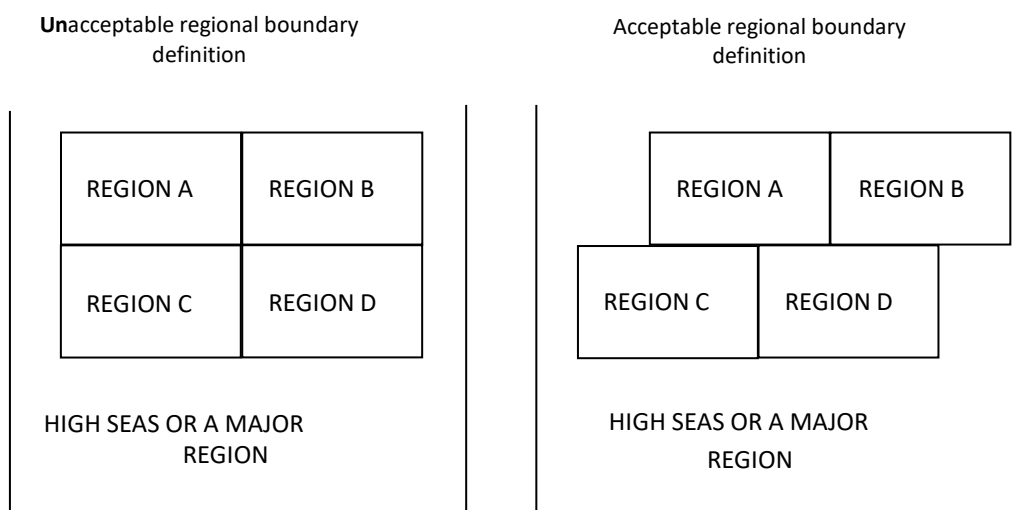 Unacceptable regional boundary
definition
REGION A
REGION B
REGION C
REGION D
HIGH SEAS OR A MAJOR
REGION
Acceptable regional boundary
definition
REGION A
REGION B
REGION C
REGION D
HIGH SEAS OR A MAJOR
REGION